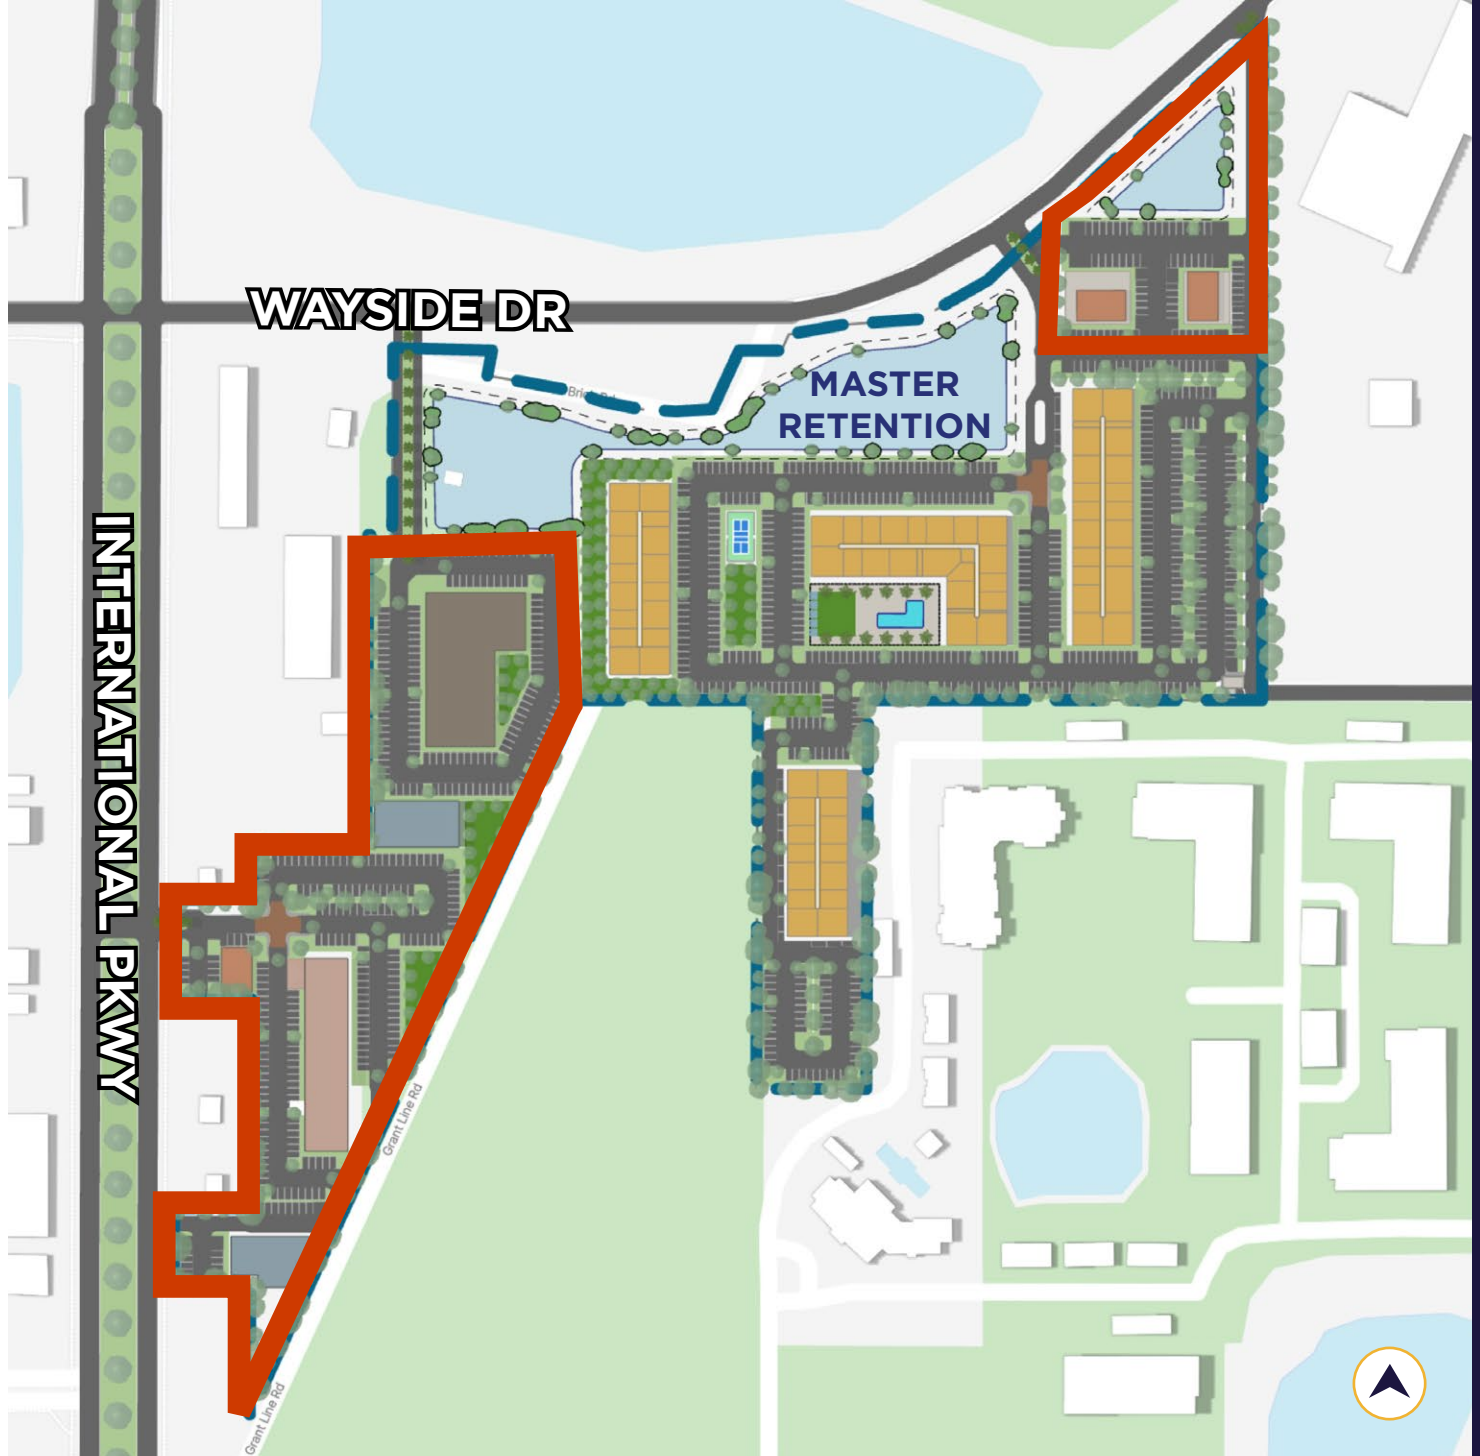 WAYSIDE DR
MASTER
RETENTION
INTERNATIONAL PKWY
Grant Line Rd
Grant Line Rd